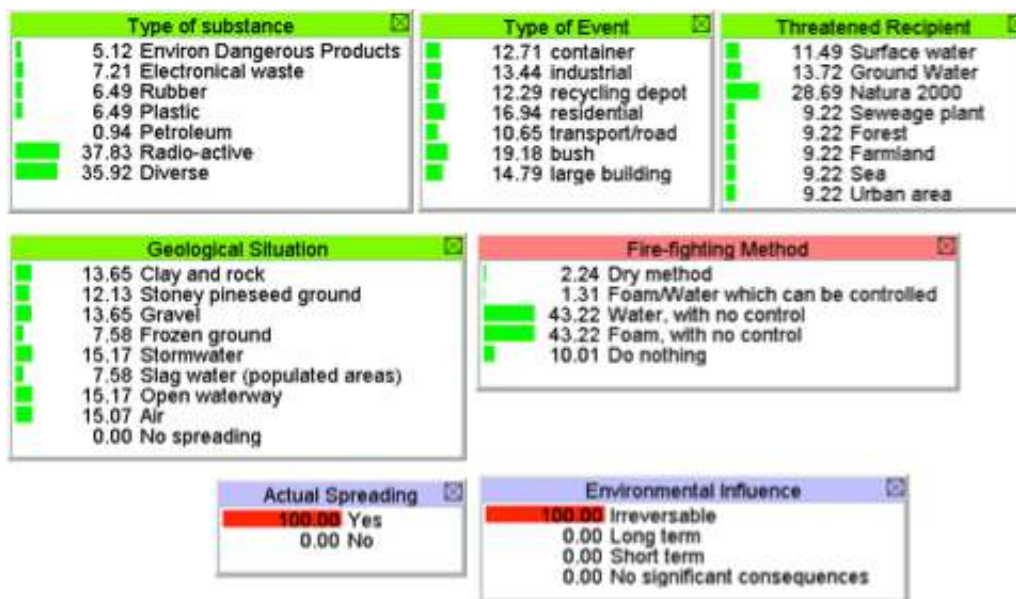 Type of substance
5.12 Environ Dangerous Products
7.21 Electronical waste
6.49 Rubber
6.49 Plastic
0.94 Petroleum
37.83 Radio-active
35.92 Diverse
Type of Event
12.71 container
13.44 industrial
12.29 recycling depot
16.94 residential
10.65 transport/road
19.18 bush
14.79 large building
Threatened Recipient
11.49 Surface water
13.72 Ground Water
28.69 Natura 2000
9.22 Seweage plant
9.22 Forest
9.22 Farmland
9.22 Sea
9.22 Urban area
Geological Situation
13.65 Clay and rock
12.13 Stoney pineseed ground
13.65 Gravel
7.58 Frozen ground
15.17 Stormwater
7.58 Slag water (populated areas)
15.17 Open waterway
15.07 Air
0.00 No spreading
Fire-fighting Method
2.24 Dry method
1.31 Foam/Water which can be controlled
43.22 Water, with no control
43.22 Foam, with no control
10.01 Do nothing
Actual Spreading
100.00 Yes
0.00 No
Environmental Influence
100.00 Irreversable
0.00 Long term
0.00 Short term
0.00 No significant consequences